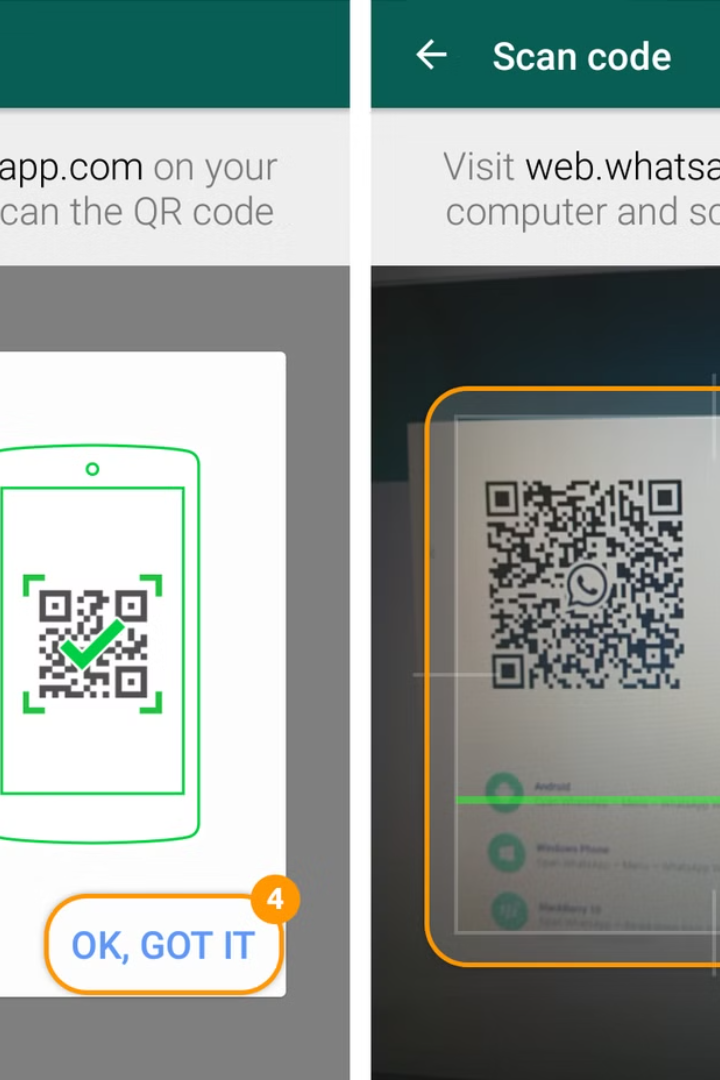 app.com on your
can the QR code
OK, GOT IT
4
Scan code
Visit web.whatsa
computer and sc
Android
Windows Phone
BlackBerry 10